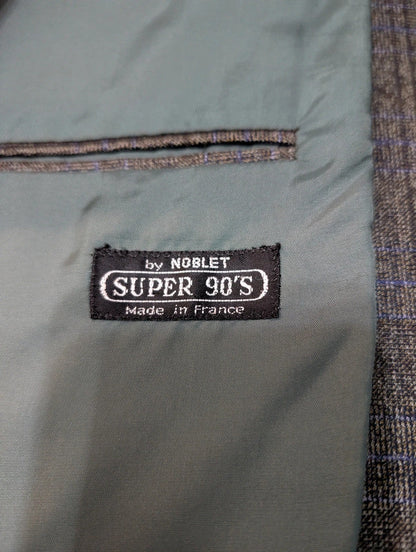 by NOBLET
SUPER 90'S
Made in France